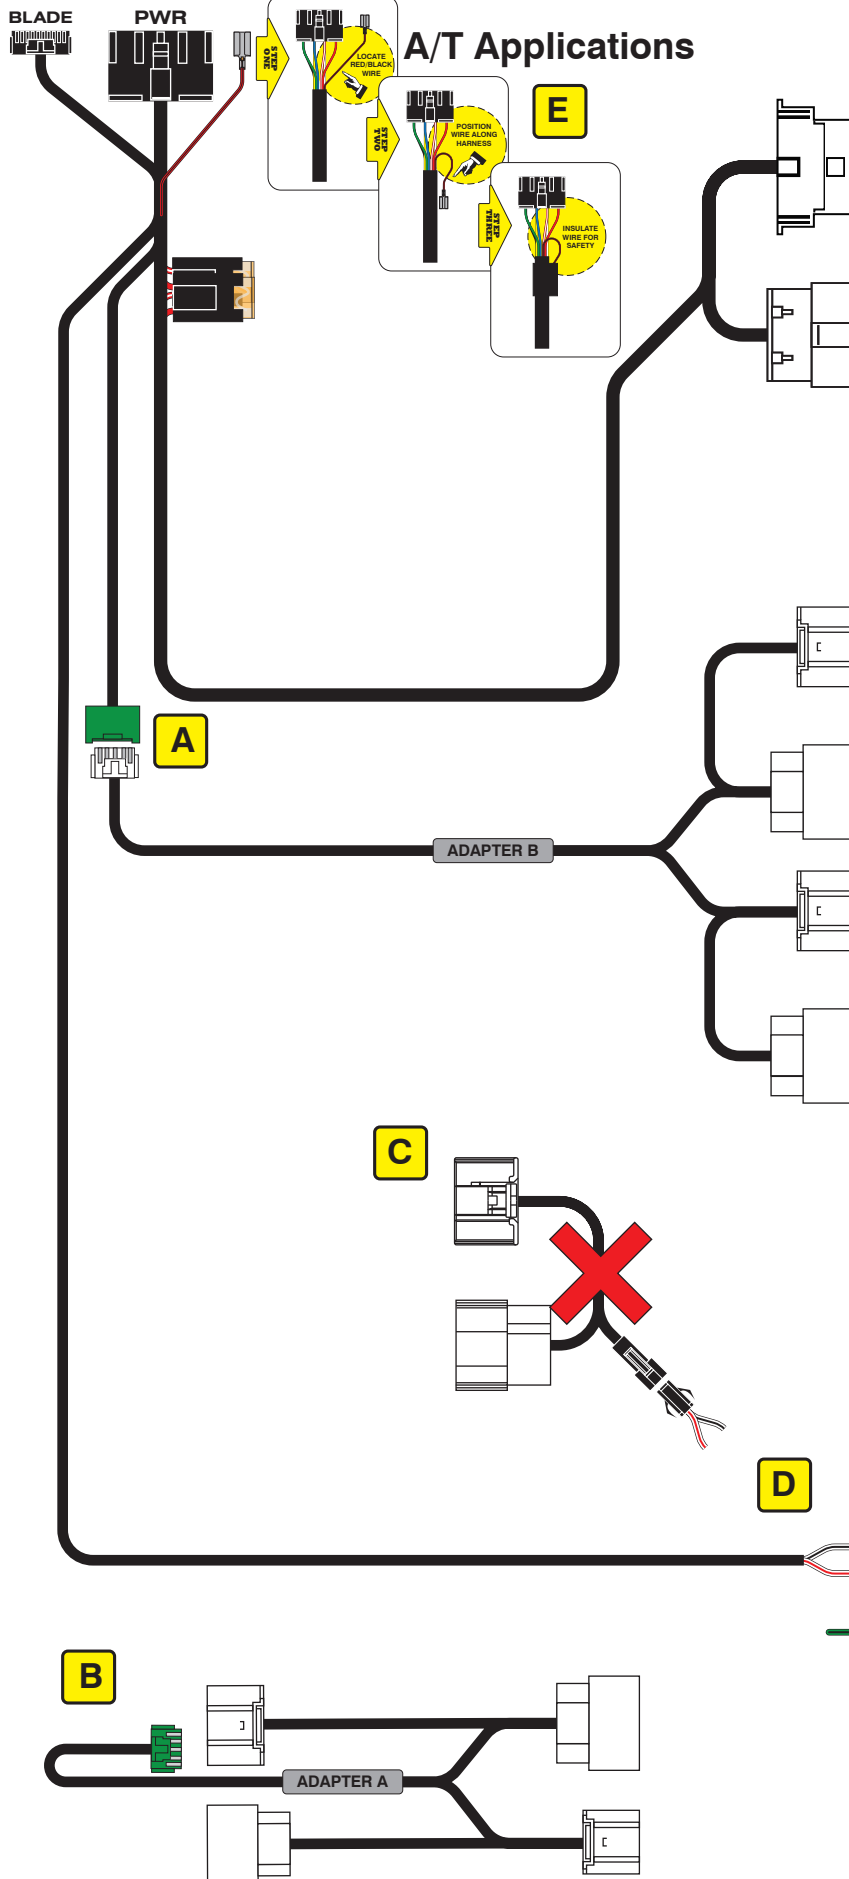 BLADE
PWR
A/T Applications
STEP
ONE
LOCATE
RED/BLACK
WIRE
E
STEP
TWO
POSITION
WIRE ALONG
HARNESS
STEP
THREE
INSULATE
WIRE FOR
SAFETY
A
ADAPTER B
C
D
B
ADAPTER A